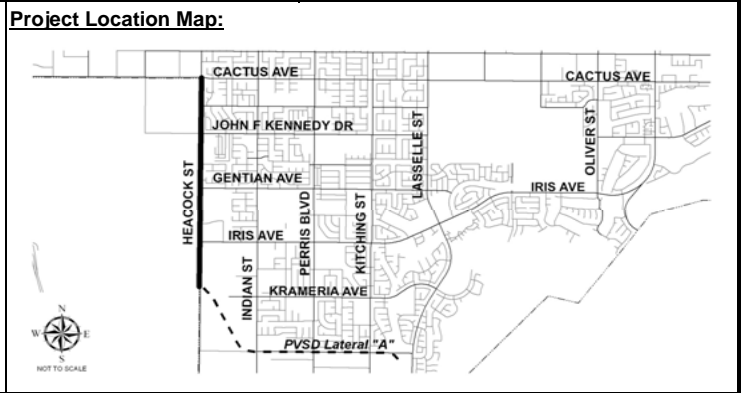 Project Location Map:
CACTUS AVE
CACTUS AVE
JOHN F KENNEDY DR
HEACOCK ST
GENTIAN AVE
LASSELLE ST
OLIVER ST
IRIS AVE
PERRIS BLVD
KITCHING ST
IRIS AVE
INDIAN ST
KRAMERIA AVE
PVSD Lateral "A"
N
W
E
S
NOT TO SCALE